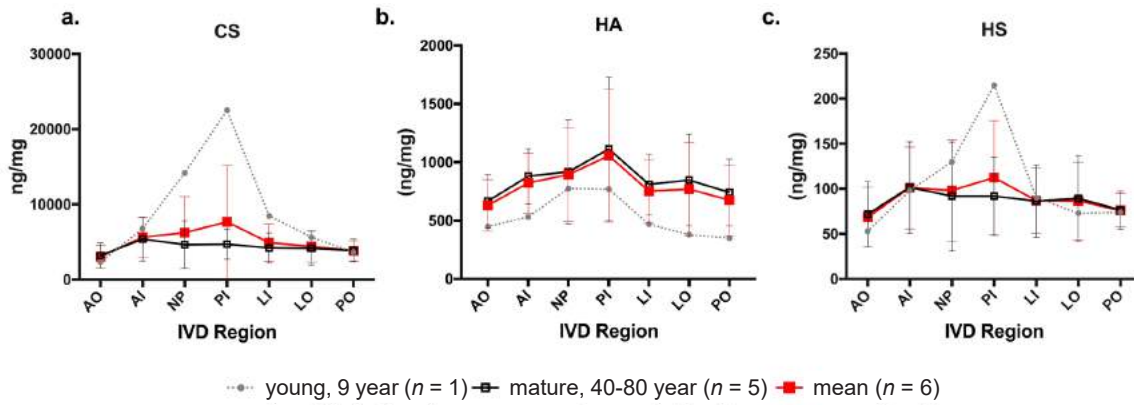 a.
CS
30000
20000
10000
0
ng/mg
AO
AI
NP
PI
LI
LO
PO
IVD Region
b.
HA
2000
1500
1000
500
0
(ng/mg)
AO
AI
NP
PI
LI
LO
PO
IVD Region
c.
HS
250
200
150
100
50
0
(ng/mg)
AO
AI
NP
PI
LI
LO
PO
IVD Region
young, 9 year (n = 1) mature, 40-80 year (n = 5) mean (n = 6)